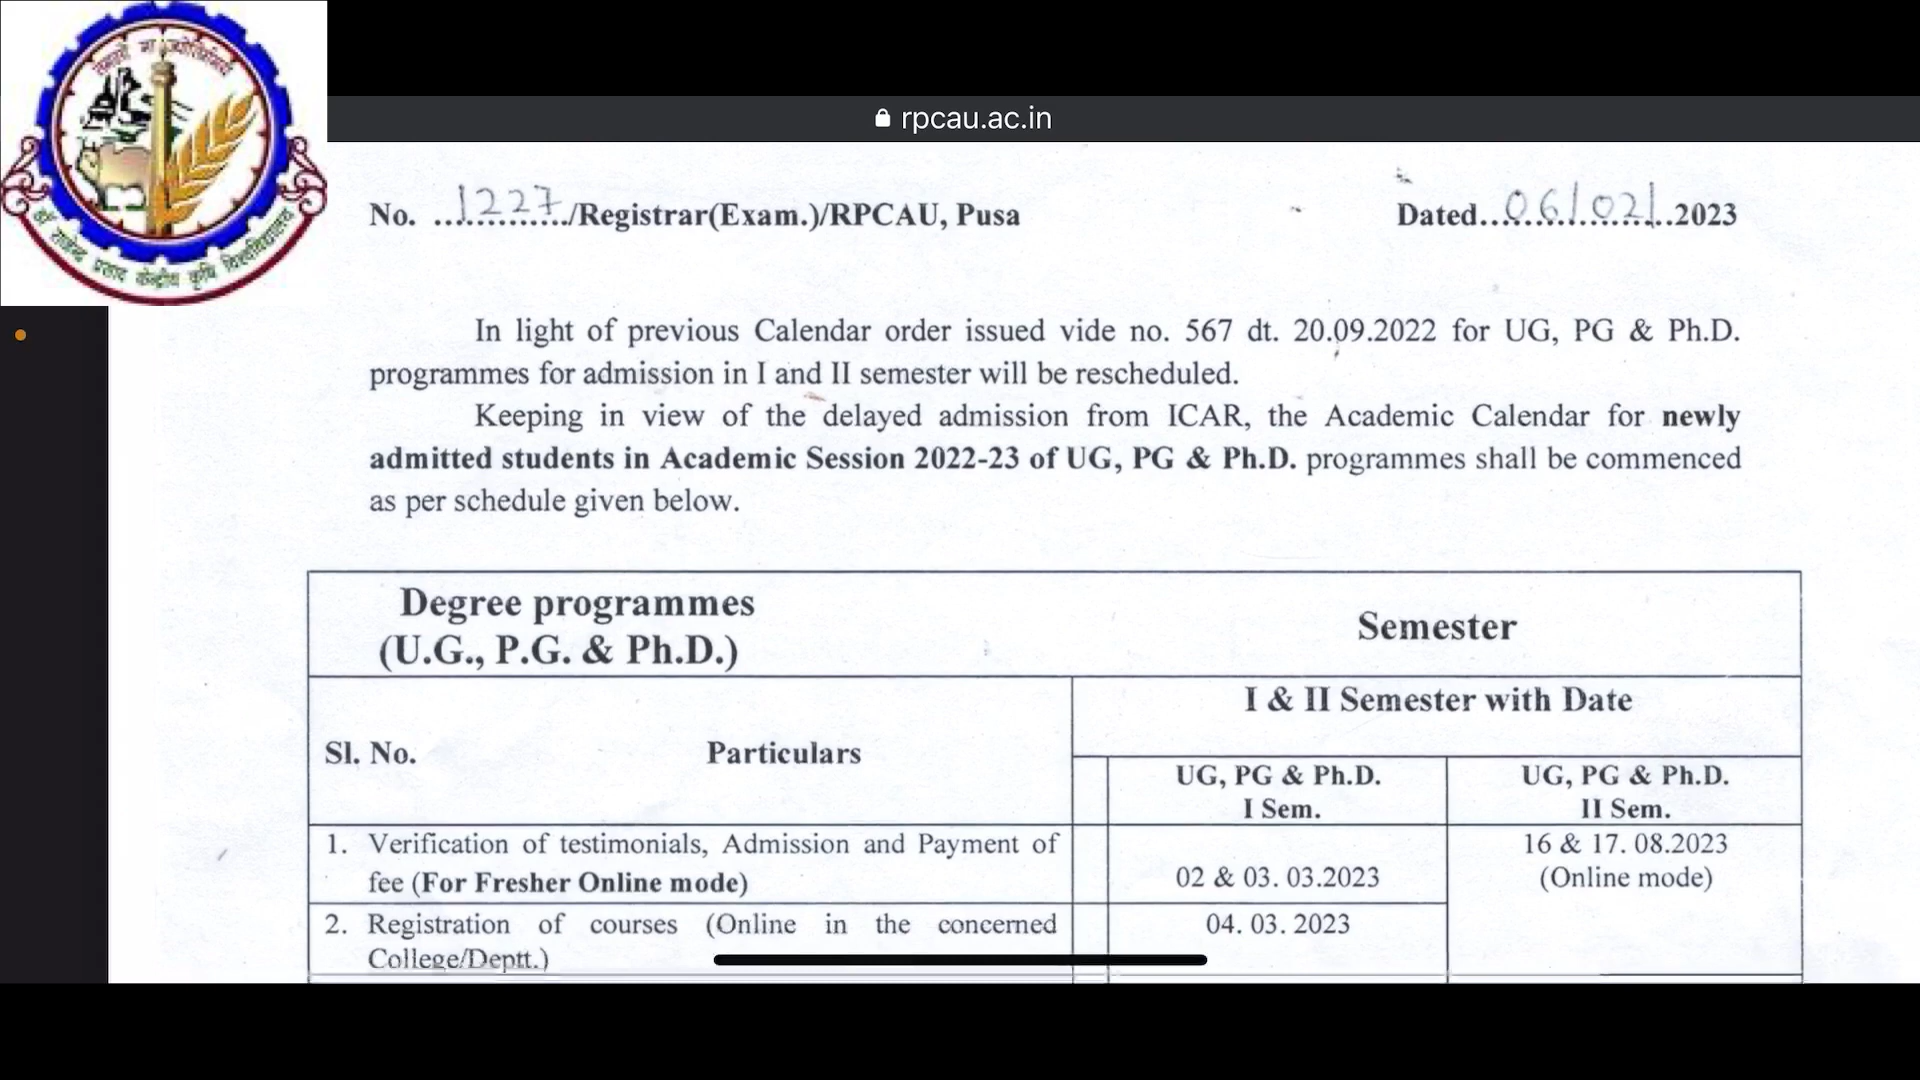 तमसो मा ज्योतिर्गमय
डॉ राजेन्द्र प्रसाद केन्द्रीय कृषि विश्वविद्यालय
rpcau.ac.in
No. ...1227.../Registrar(Exam.)/RPCAU, Pusa
Dated...06/02/...2023
In light of previous Calendar order issued vide no. 567 dt. 20.09.2022 for UG, PG & Ph.D.
programmes for admission in I and II semester will be rescheduled.
Keeping in view of the delayed admission from ICAR, the Academic Calendar for newly
admitted students in Academic Session 2022-23 of UG, PG & Ph.D. programmes shall be commenced
as per schedule given below.
Degree programmes
(U.G., P.G. & Ph.D.)
Semester
I & II Semester with Date
Sl. No.
Particulars
UG, PG & Ph.D.
I Sem.
UG, PG & Ph.D.
II Sem.
1. Verification of testimonials, Admission and Payment of
fee (For Fresher Online mode)
02 & 03. 03.2023
16 & 17. 08.2023
(Online mode)
2. Registration of courses (Online in the concerned
College/Deptt.)
04. 03. 2023